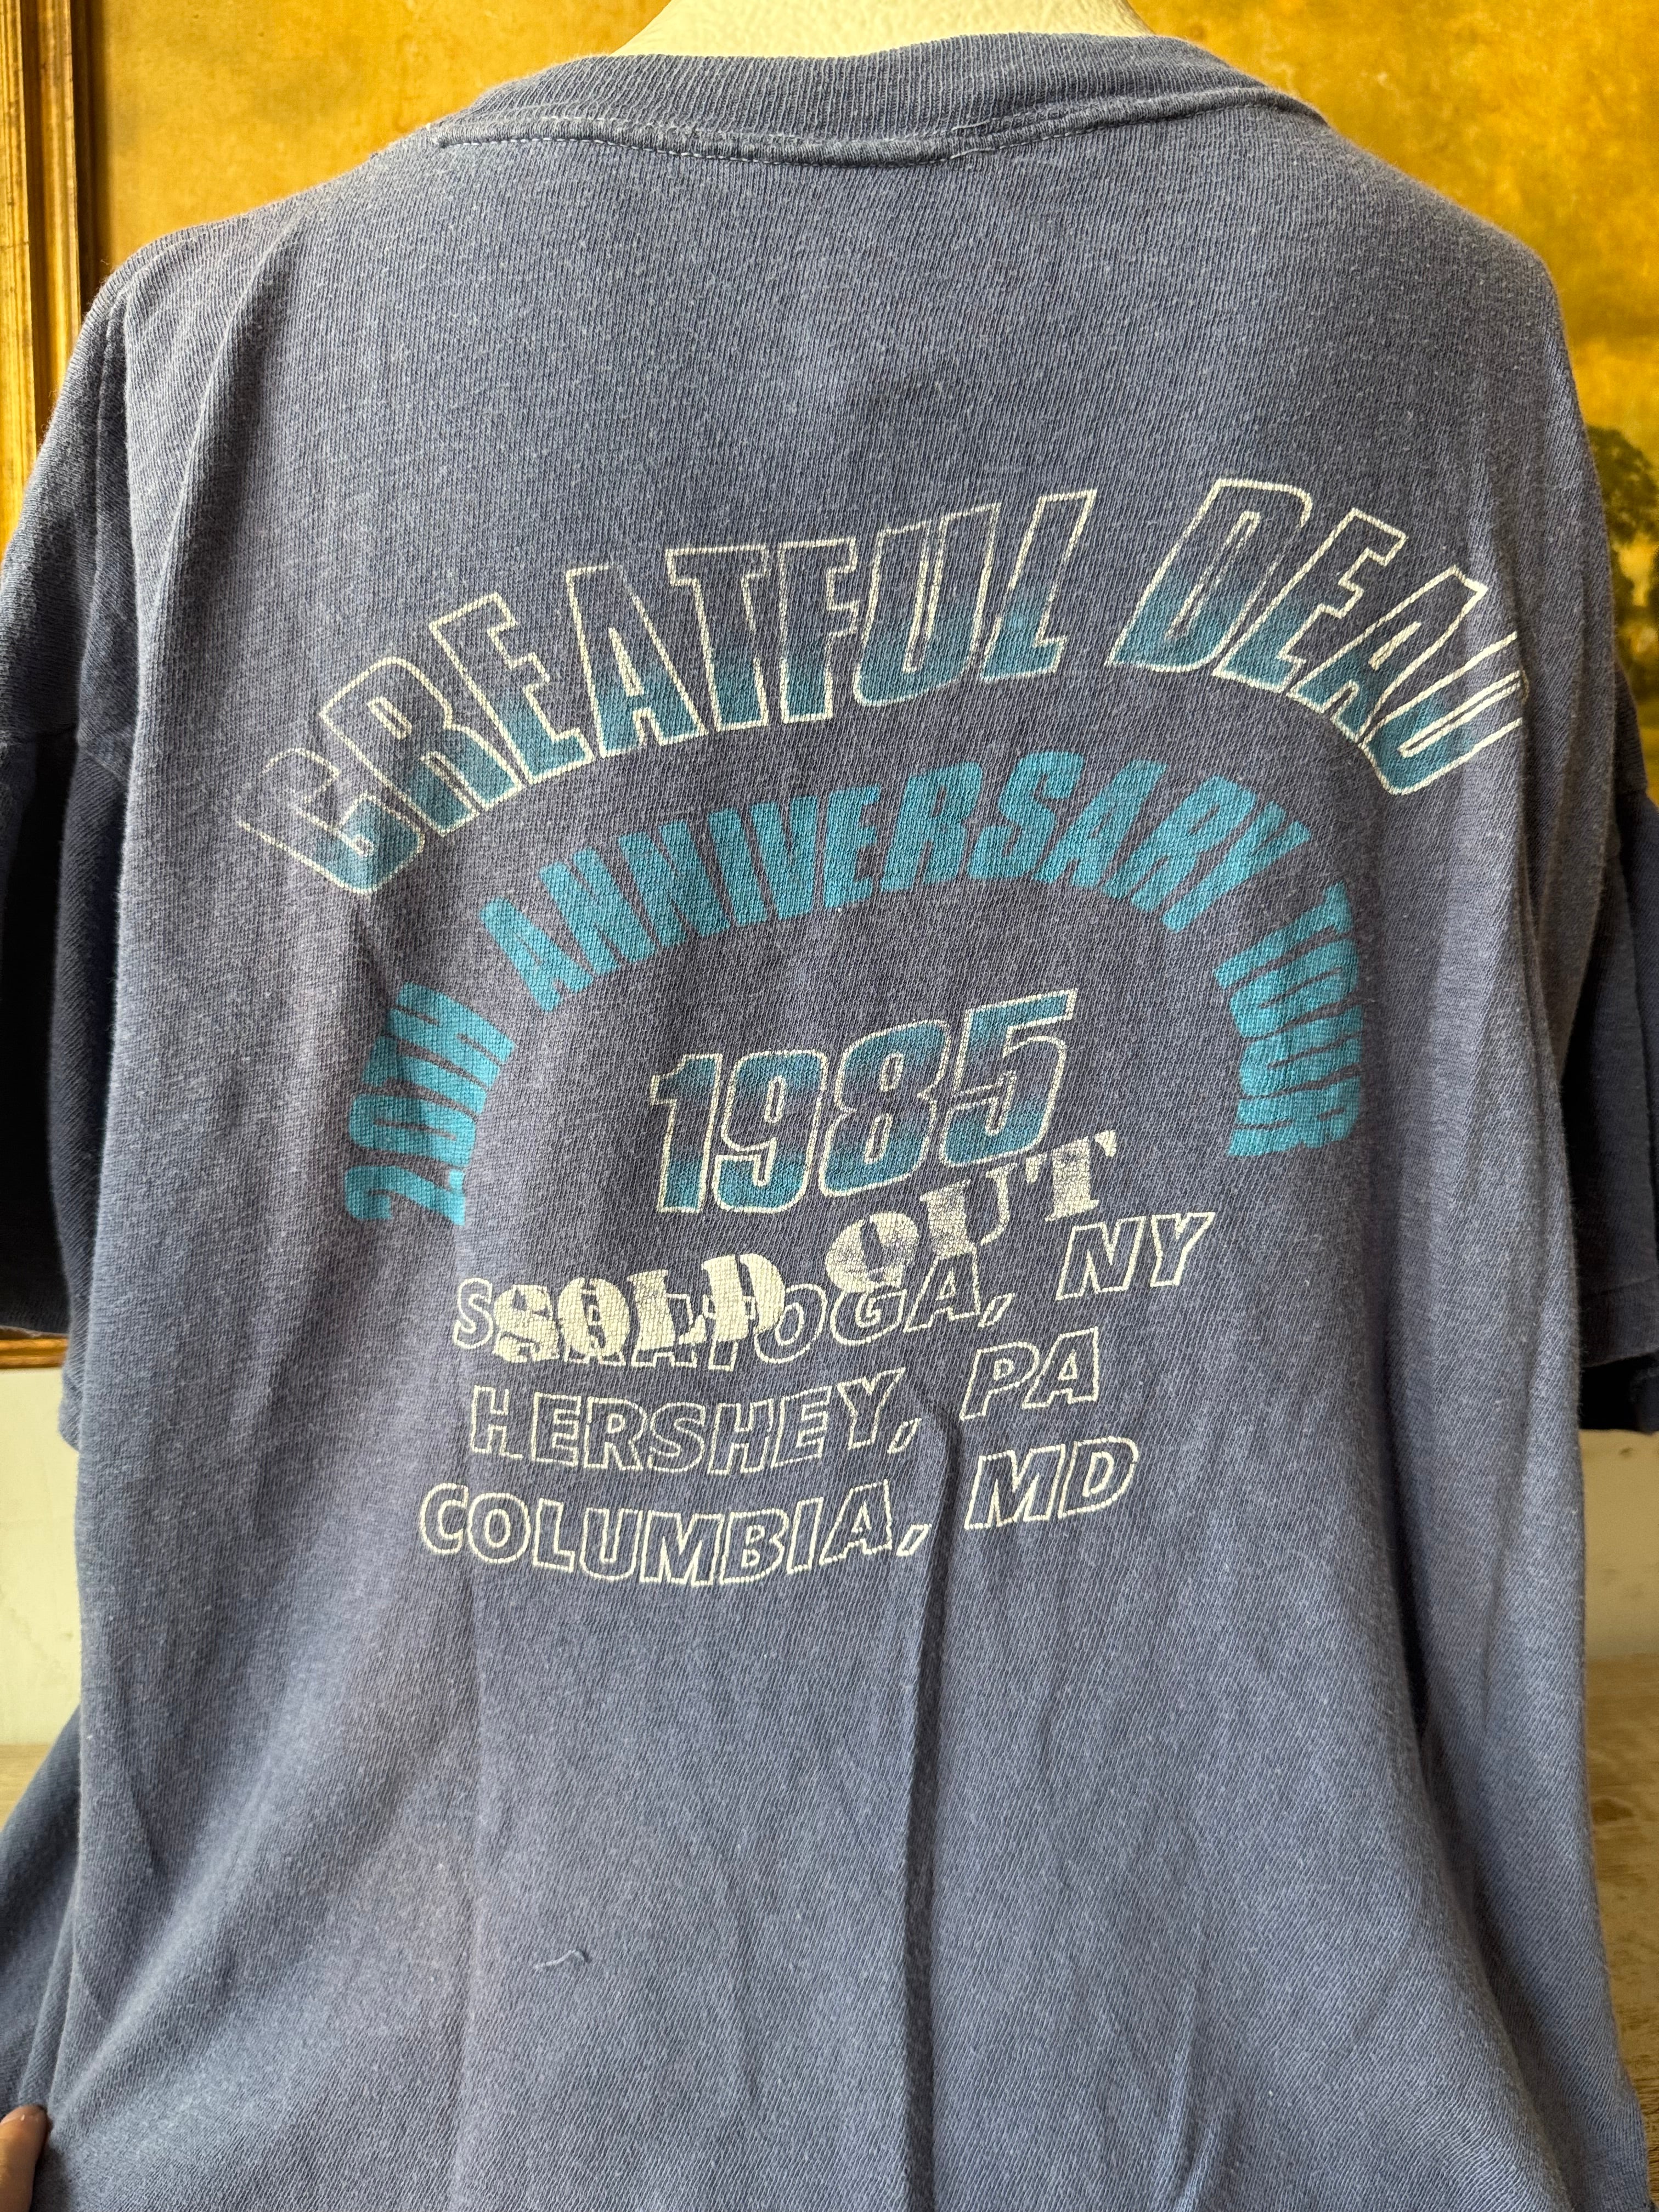 GREATFUL DEAD
20TH ANNIVERSARY TOUR
1985
SOLD OUT
SARATOGA, NY
HERSHEY, PA
COLUMBIA, MD